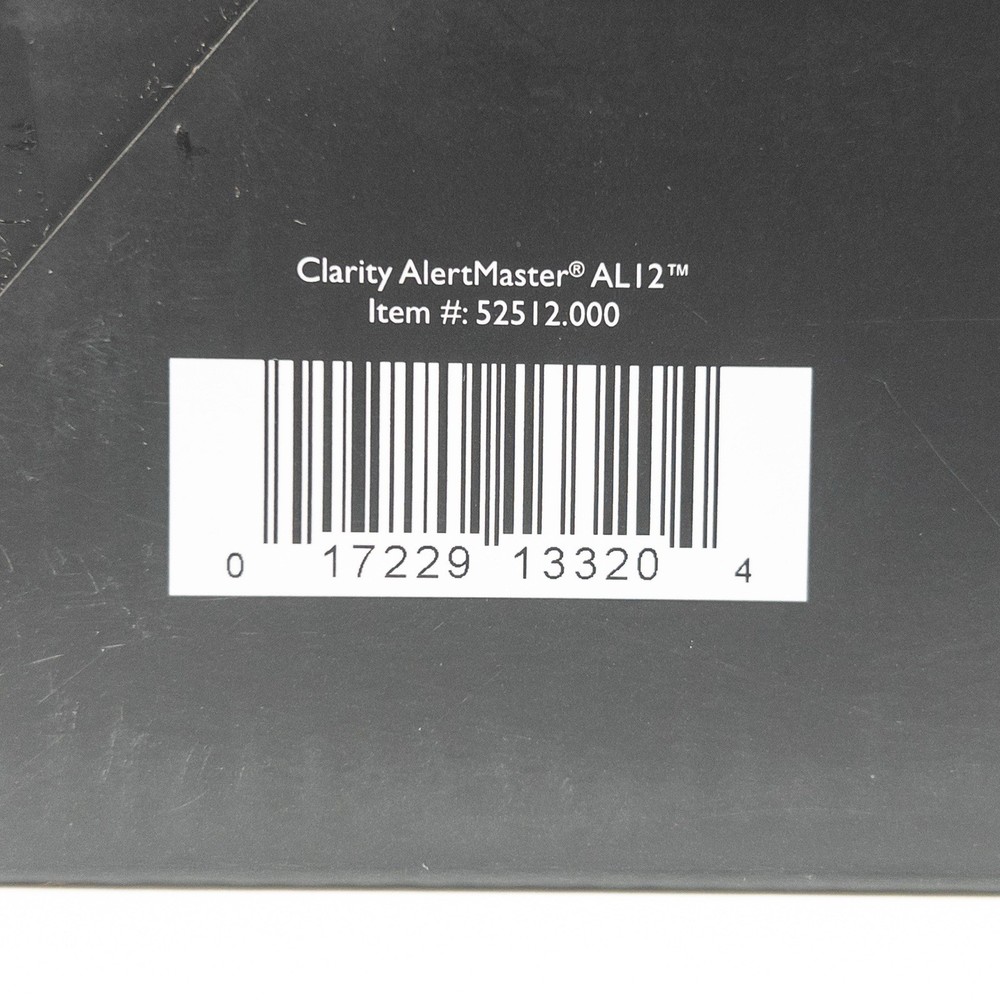 Clarity AlertMaster® AL12™
Item #: 52512.000
0 17229 13320 4